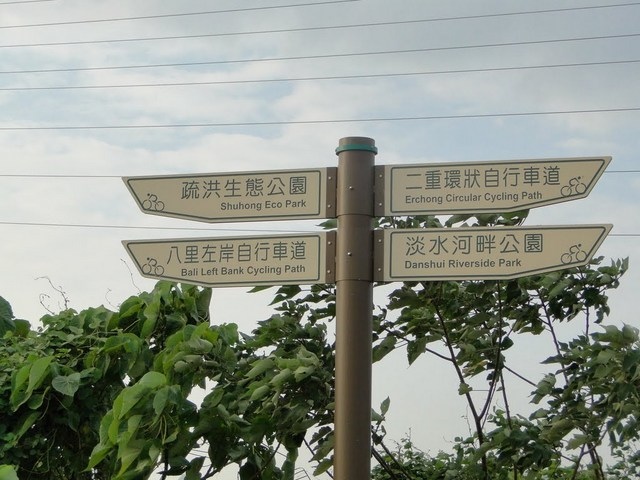 疏洪生態公園
Shuhong Eco Park
二重環狀自行車道
Erchong Circular Cycling Path
八里左岸自行車道
Bali Left Bank Cycling Path
淡水河畔公園
Danshui Riverside Park